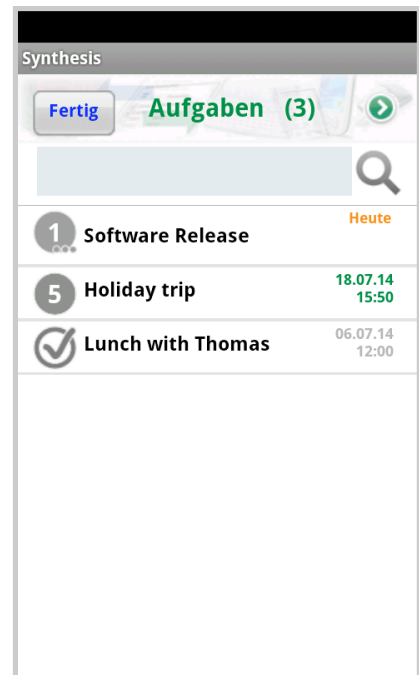 Synthesis
Fertig Aufgaben (3)
Heute
1 Software Release
5 Holiday trip 18.07.14
15:50
Lunch with Thomas 06.07.14
12:00